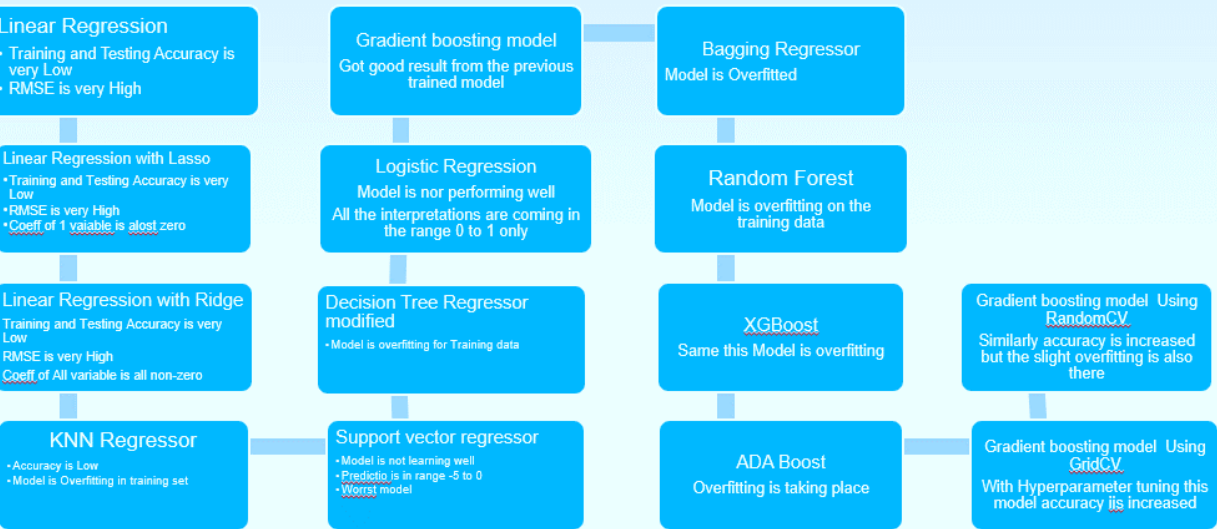 Linear Regression
• Training and Testing Accuracy is
very Low
• RMSE is very High
Linear Regression with Lasso
•Training and Testing Accuracy is very
Low
•RMSE is very High
•Coeff of 1 vaiable is alost zero
Linear Regression with Ridge
Training and Testing Accuracy is very
Low
RMSE is very High
Coeff of All variable is all non-zero
KNN Regressor
•Accuracy is Low
•Model is Overfitting in training set
Support vector regressor
•Model is not learning well
•Predictio is in range -5 to 0
•Worrst model
Decision Tree Regressor
modified
•Model is overfitting for Training data
Logistic Regression
Model is nor performing well
All the interpretations are coming in
the range 0 to 1 only
Gradient boosting model
Got good result from the previous
trained model
Bagging Regressor
Model is Overfitted
Random Forest
Model is overfitting on the
training data
XGBoost
Same this Model is overfitting
ADA Boost
Overfitting is taking place
Gradient boosting model Using
GridCV
With Hyperparameter tuning this
model accuracy iis increased
Gradient boosting model Using
RandomCV
Similarly accuracy is increased
but the slight overfitting is also
there